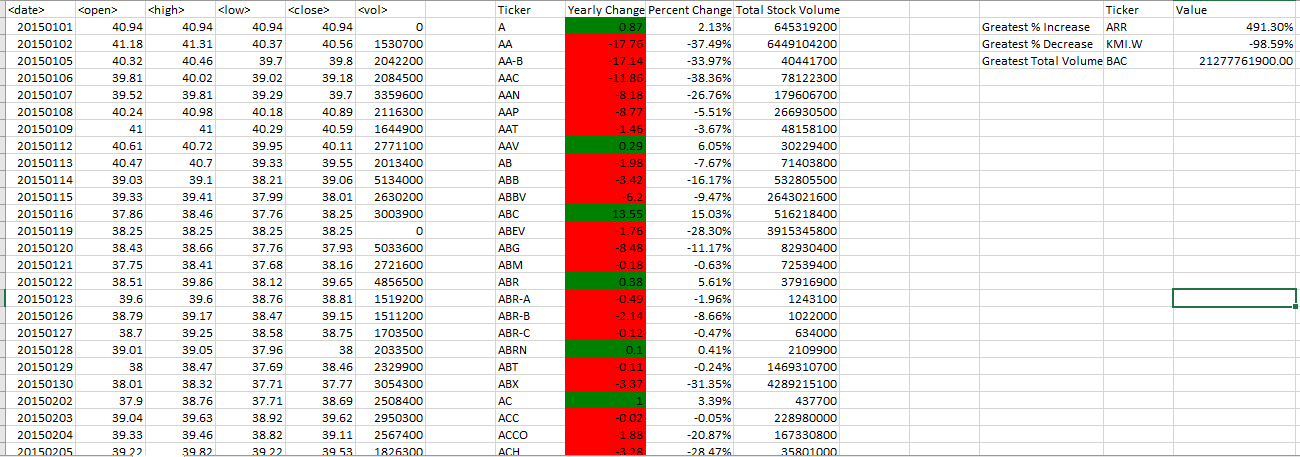 <date> <open> <high> <low> <close> <vol> Ticker Yearly Change Percent Change Total Stock Volume Ticker Value
20150101 40.94 40.94 40.94 40.94 0 A 0.87 2.13% 645319200 Greatest % Increase ARR 491.30%
20150102 41.18 41.31 40.37 40.56 1530700 AA -17.76 -37.49% 6449104200 Greatest % Decrease KMI.W -98.59%
20150105 40.32 40.46 39.7 39.8 2042200 AA-B -17.14 -33.97% 40441700 Greatest Total Volume BAC 21277761900.00
20150106 39.81 40.02 39.02 39.18 2084500 AAC -11.86 -38.36% 78122300
20150107 39.52 39.81 39.29 39.7 3359600 AAN -8.18 -26.76% 179606700
20150108 40.24 40.98 40.18 40.89 2116300 AAP -8.77 -5.51% 266930500
20150109 41 41 40.29 40.59 1644900 AAT -1.46 -3.67% 48158100
20150112 40.61 40.72 39.95 40.11 2771100 AAV 0.29 6.05% 30229400
20150113 40.47 40.7 39.33 39.55 2013400 AB -1.98 -7.67% 71403800
20150114 39.03 39.1 38.21 39.06 5134000 ABB -3.42 -16.17% 532805500
20150115 39.33 39.41 37.99 38.01 2630200 ABBV -6.2 -9.47% 2643021600
20150116 37.86 38.46 37.76 38.25 3003900 ABC 13.55 15.03% 516218400
20150119 38.25 38.25 38.25 38.25 0 ABEV -1.76 -28.30% 3915345800
20150120 38.43 38.66 37.76 37.93 5033600 ABG -8.48 -11.17% 82930400
20150121 37.75 38.41 37.68 38.16 2721600 ABM -0.18 -0.63% 72539400
20150122 38.51 39.86 38.12 39.65 4856500 ABR 0.38 5.61% 37916900
20150123 39.6 39.6 38.76 38.81 1519200 ABR-A -0.49 -1.96% 1243100
20150126 38.79 39.17 38.47 39.15 1511200 ABR-B -2.14 -8.66% 1022000
20150127 38.7 39.25 38.58 38.75 1703500 ABR-C -0.12 -0.47% 634000
20150128 39.01 39.05 37.96 38 2033500 ABRN 0.1 0.41% 2109900
20150129 38 38.47 37.69 38.46 2329900 ABT -0.11 -0.24% 1469310700
20150130 38.01 38.32 37.71 37.77 3054300 ABX -3.37 -31.35% 4289215100
20150202 37.9 38.76 37.71 38.69 2508400 AC 1 3.39% 437700
20150203 39.04 39.63 38.92 39.62 2950300 ACC -0.02 -0.05% 228980000
20150204 39.33 39.46 38.82 39.11 2567400 ACCO -1.88 -20.87% 167330800
20150205 39.22 39.82 39.22 39.53 1826300 ACH -3.28 -28.47% 35801000